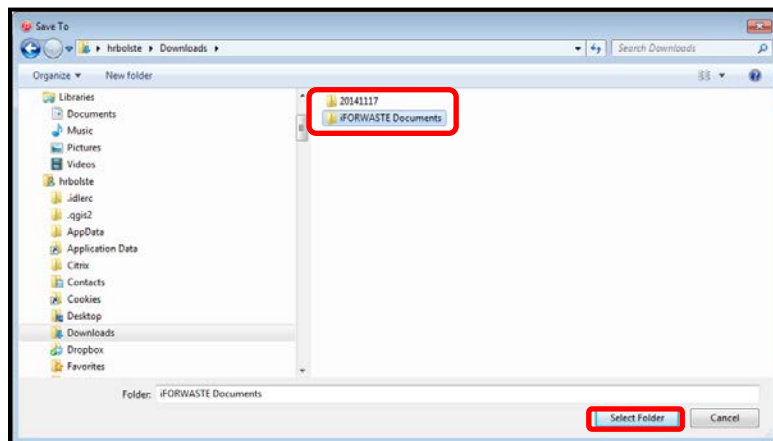 Save To
hrbolste ▸ Downloads ▸
Search Downloads
Organize ▾ New folder
Libraries
Documents
Music
Pictures
Videos
hrbolste
.idlerc
.qgis2
AppData
Application Data
Citrix
Contacts
Cookies
Desktop
Downloads
Dropbox
Favorites
20141117
iFORWASTE Documents
Folder: iFORWASTE Documents
Select Folder Cancel